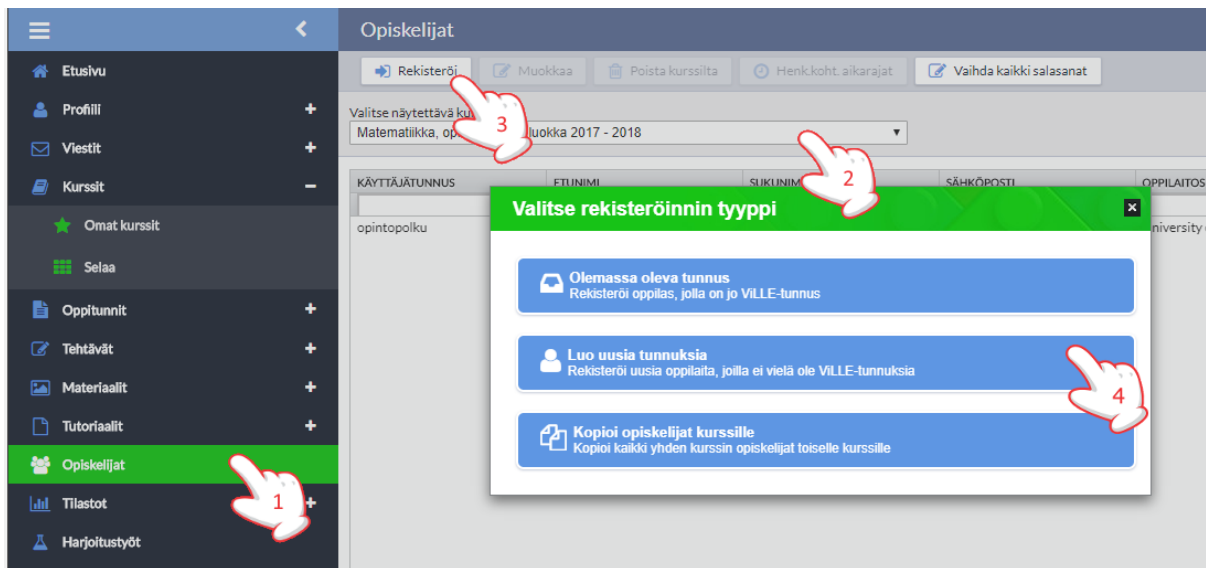 Opiskelijat
Etusivu
Profiili
Viestit
Kurssit
Omat kurssit
Selaa
Oppitunnit
Tehtävät
Materiaalit
Tutoriaalit
Opiskelijat
Tilastot
Harjoitustyöt
1
Rekisteröi Muokkaa Poista kurssilta Henk.koht. aikarajat Vaihda kaikki salasanat
3
Valitse näytettävä
Matematiikka, luokka 2017 - 2018
2
KÄYTTÄJÄTUNNUS ETUNIMI SUKUNIM SÄHKÖPOSTI OPPILAITOS
opintopolku niversity
Valitse rekisteröinnin tyyppi
Olemassa oleva tunnus
Rekisteröi oppilas, jolla on jo ViLLE-tunnus
Luo uusia tunnuksia
Rekisteröi uusia oppilaita, joilla ei vielä ole ViLLE-tunnuksia
4
Kopioi opiskelijat kurssille
Kopioi kaikki yhden kurssin opiskelijat toiselle kurssille